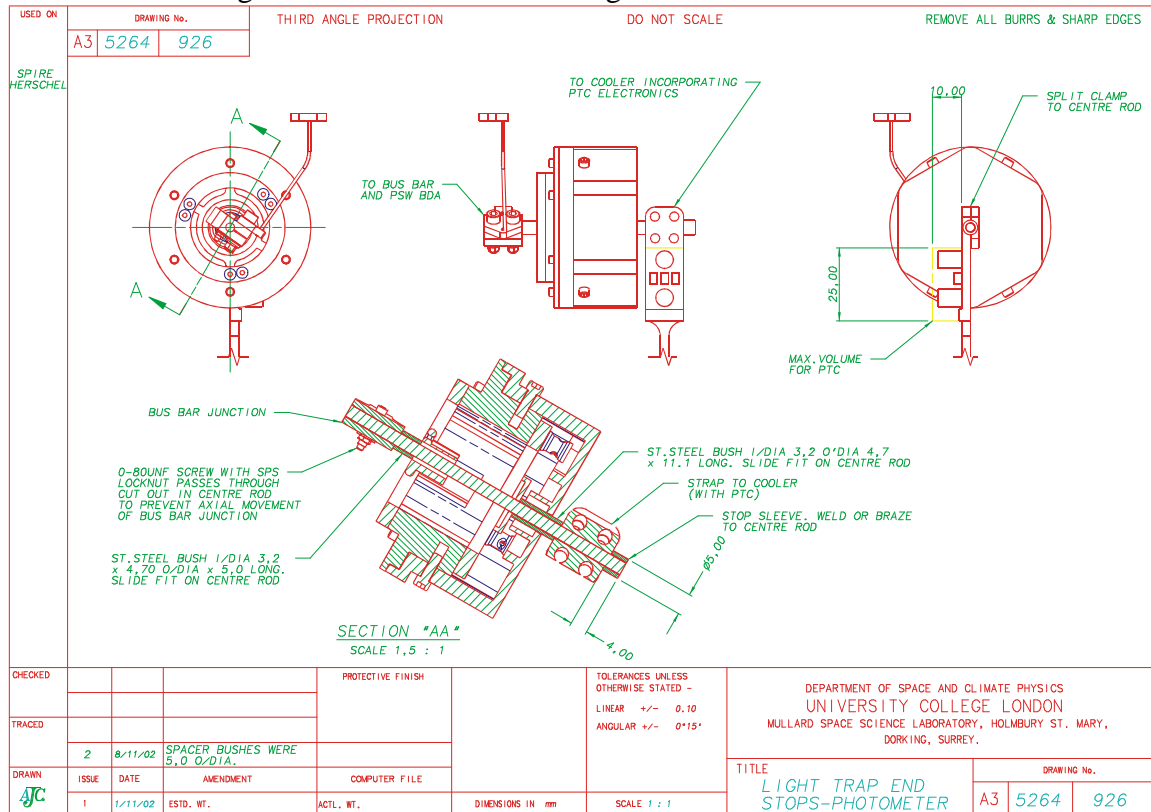 USED ON
DRAWING No.
A3 5264 926
THIRD ANGLE PROJECTION
DO NOT SCALE
REMOVE ALL BURRS & SHARP EDGES
SPIRE
HERSCHEL
A
A
TO COOLER INCORPORATING
PTC ELECTRONICS
TO BUS BAR
AND PSW BDA
10,00
SPLIT CLAMP
TO CENTRE ROD
25,00
MAX.VOLUME
FOR PTC
BUS BAR JUNCTION
0-80UNF SCREW WITH SPS
LOCKNUT PASSES THROUGH
CUT OUT IN CENTRE ROD
TO PREVENT AXIAL MOVEMENT
OF BUS BAR JUNCTION
ST.STEEL BUSH I/DIA 3,2
x 4,70 O/DIA x 5,0 LONG.
SLIDE FIT ON CENTRE ROD
ST.STEEL BUSH I/DIA 3,2 O'DIA 4,7
x 11.1 LONG. SLIDE FIT ON CENTRE ROD
STRAP TO COOLER
(WITH PTC)
STOP SLEEVE. WELD OR BRAZE
TO CENTRE ROD
ø5,00
4,00
SECTION "AA"
SCALE 1,5 : 1
CHECKED
TRACED
DRAWN
AJC
2 8/11/02 SPACER BUSHES WERE
5,0 O/DIA.
ISSUE DATE AMENDMENT
1 1/11/02 ESTD. WT.
PROTECTIVE FINISH
COMPUTER FILE
ACTL. WT.
DIMENSIONS IN mm
TOLERANCES UNLESS
OTHERWISE STATED -
LINEAR +/- 0.10
ANGULAR +/- 0°15'
SCALE 1 : 1
DEPARTMENT OF SPACE AND CLIMATE PHYSICS
UNIVERSITY COLLEGE LONDON
MULLARD SPACE SCIENCE LABORATORY, HOLMBURY ST. MARY,
DORKING, SURREY.
TITLE
LIGHT TRAP END
STOPS-PHOTOMETER
DRAWING No.
A3 5264 926